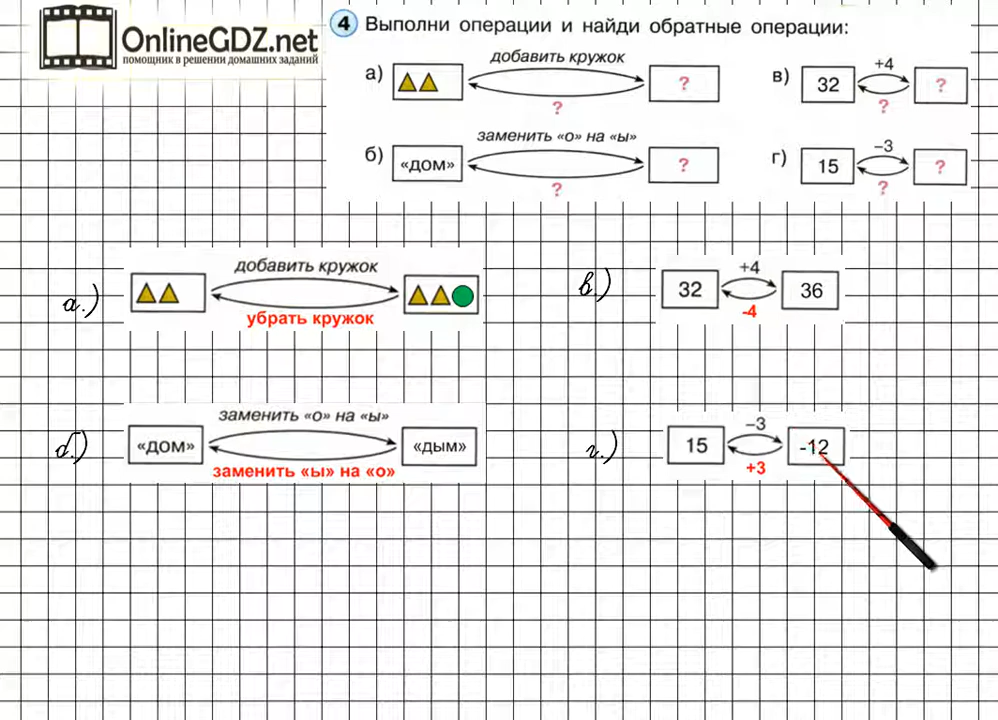 OnlineGDZ.net
помощник в решении домашних заданий
4 Выполни операции и найди обратные операции:
а) добавить кружок ? ?
в) 32 +4 ? ?
б) «дом» заменить «о» на «ы» ? ?
г) 15 –3 ? ?
а.) добавить кружок
убрать кружок
в.) 32 +4 36
-4
б.) «дом» заменить «о» на «ы» «дым»
заменить «ы» на «о»
г.) 15 –3 -12
+3